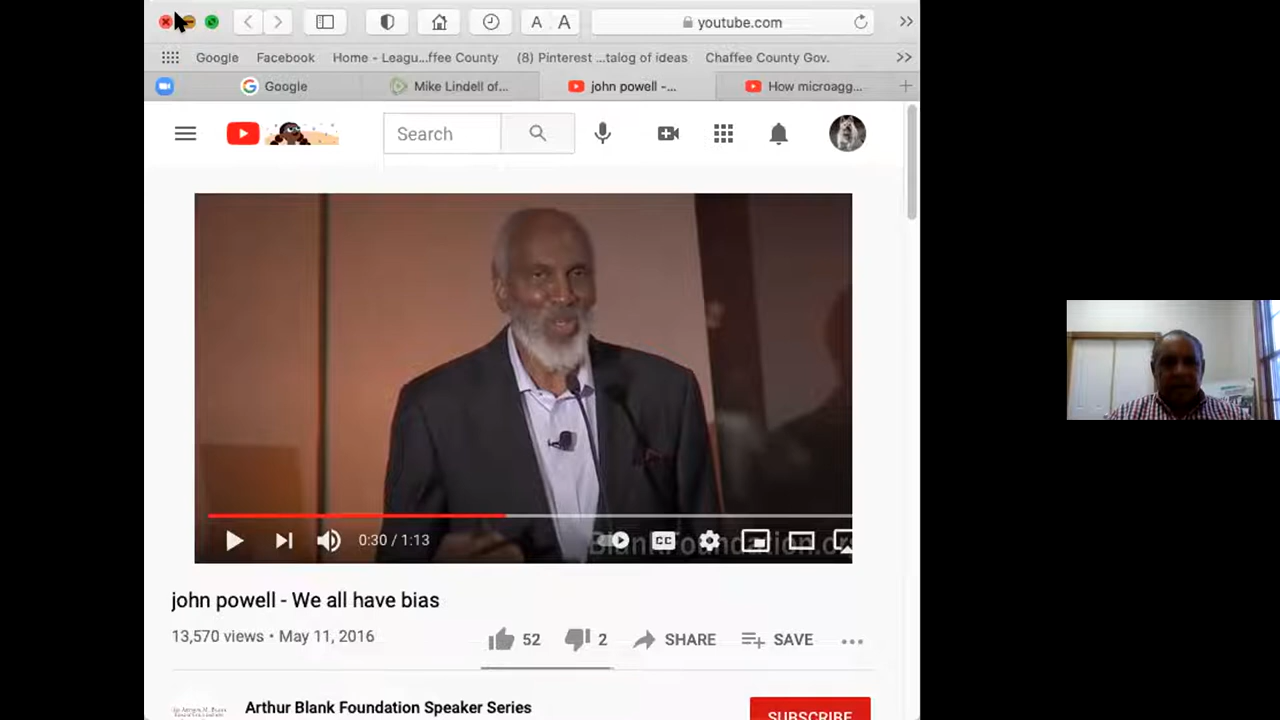 A A youtube.com >>
Google Facebook Home - Leagu...ffee County (8) Pinterest ...talog of ideas Chaffee County Gov. >>
Google Mike Lindell of... john powell -... How microagg... +
Search
0:30 / 1:13 CC
john powell - We all have bias
13,570 views • May 11, 2016 52 2 SHARE SAVE ...
Arthur Blank Foundation Speaker Series SUBSCRIBE